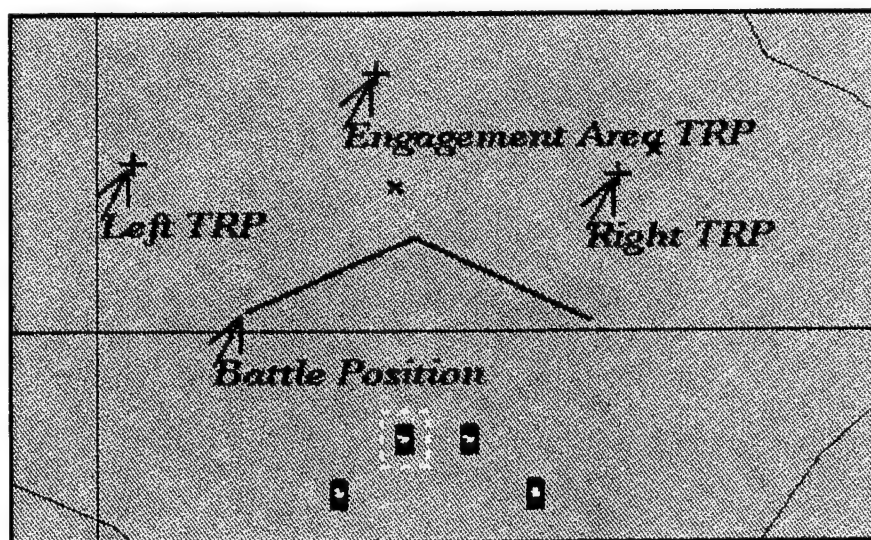 Engagement Area TRP
Left TRP
Right TRP
Battle Position